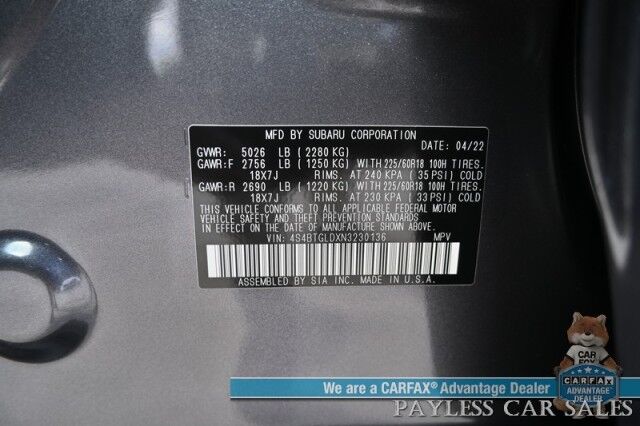 MFD BY SUBARU CORPORATION
DATE: 04/22
GVWR: 5026 LB ( 2280 KG)
GAWR:F 2756 LB ( 1250 KG) WITH 225/60R18 100H TIRES.
18X7J RIMS. AT 240 KPA ( 35 PSI) COLD
GAWR:R 2690 LB ( 1220 KG) WITH 225/60R18 100H TIRES.
18X7J RIMS. AT 230 KPA ( 33 PSI) COLD
THIS VEHICLE CONFORMS TO ALL APPLICABLE FEDERAL MOTOR
VEHICLE SAFETY AND THEFT PREVENTION STANDARDS
IN EFFECT ON THE DATE OF MANUFACTURE SHOWN ABOVE.
VIN: 4S4BTGLDXN3230136 MPV
ASSEMBLED BY SIA INC. MADE IN U.S.A.
CAR FOX
CARFAX
ADVANTAGE
DEALER
We are a CARFAX® Advantage Dealer
PAYLESS CAR SALES